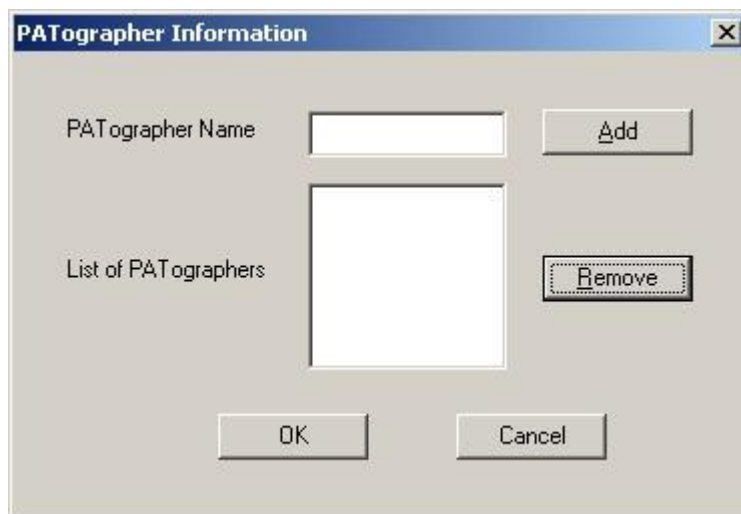 PATographer Information
PATographer Name
Add
List of PATographers
Remove
OK
Cancel